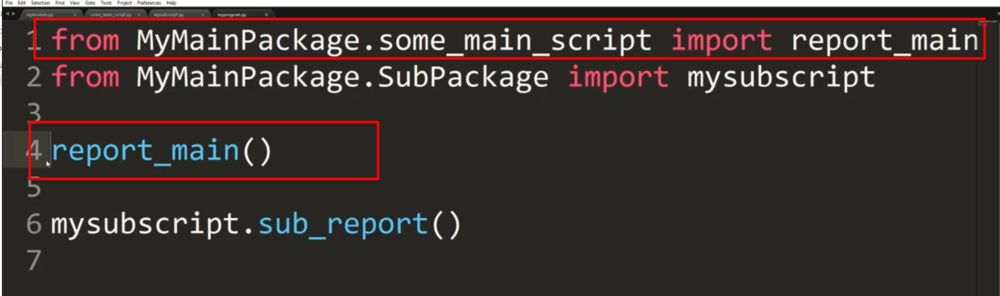 File Edit Selection Find View Goto Tools Project Preferences Help
mymodule.py some_main_script.py mysubscript.py myprogram.py
1 from MyMainPackage.some_main_script import report_main
2 from MyMainPackage.SubPackage import mysubscript
3
4 report_main()
5
6 mysubscript.sub_report()
7